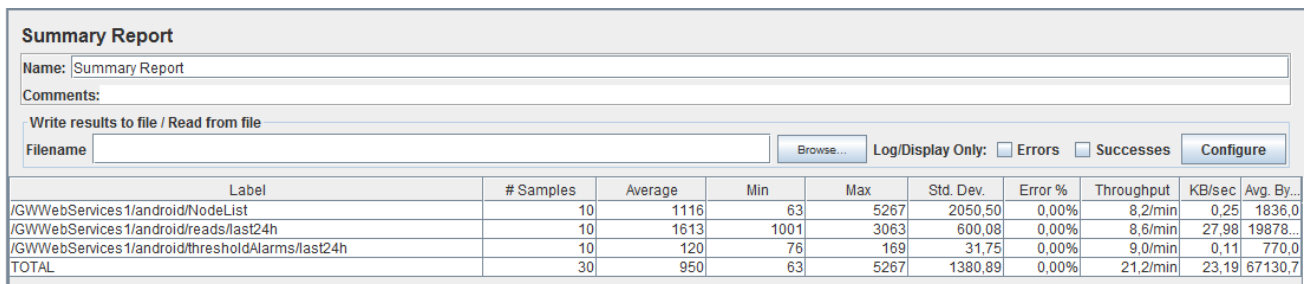 Summary Report
Name: Summary Report
Comments:
Write results to file / Read from file
Filename Browse... Log/Display Only: Errors Successes Configure
Label # Samples Average Min Max Std. Dev. Error % Throughput KB/sec Avg. By...
/GWWebServices1/android/NodeList 10 1116 63 5267 2050,50 0,00% 8,2/min 0,25 1836,0
/GWWebServices1/android/reads/last24h 10 1613 1001 3063 600,08 0,00% 8,6/min 27,98 19878...
/GWWebServices1/android/thresholdAlarms/last24h 10 120 76 169 31,75 0,00% 9,0/min 0,11 770,0
TOTAL 30 950 63 5267 1380,89 0,00% 21,2/min 23,19 67130,7